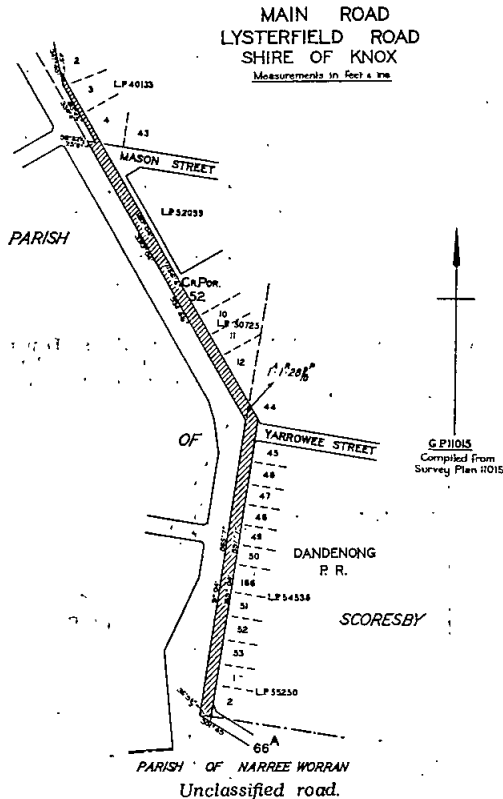 MAIN ROAD
LYSTERFIELD ROAD
SHIRE OF KNOX
Measurements in Feet & Ins
2
3
L.P.40133
4
43
MASON STREET
L.P.52039
PARISH
CR. POR.
52
10
L.P.50725
11
12
44
OF
YARROWEE STREET
G.P.11015
Compiled from
Survey Plan 11015
45
46
47
48
49
50
DANDENONG
P. R.
166
L.P.54536
51
SCORESBY
52
53
1
L.P.55250
2
66A
PARISH OF NARREE WORRAN
Unclassified road.